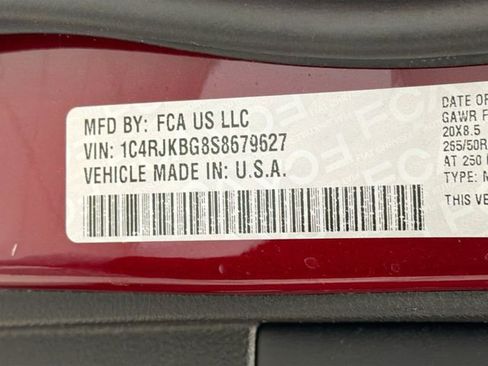 MFD BY: FCA US LLC
VIN: 1C4RJKBG8S8679627
VEHICLE MADE IN: U.S.A.
DATE OF
GAWR F
20X8.5
265/50R
AT 250
TYPE:
THIS VE